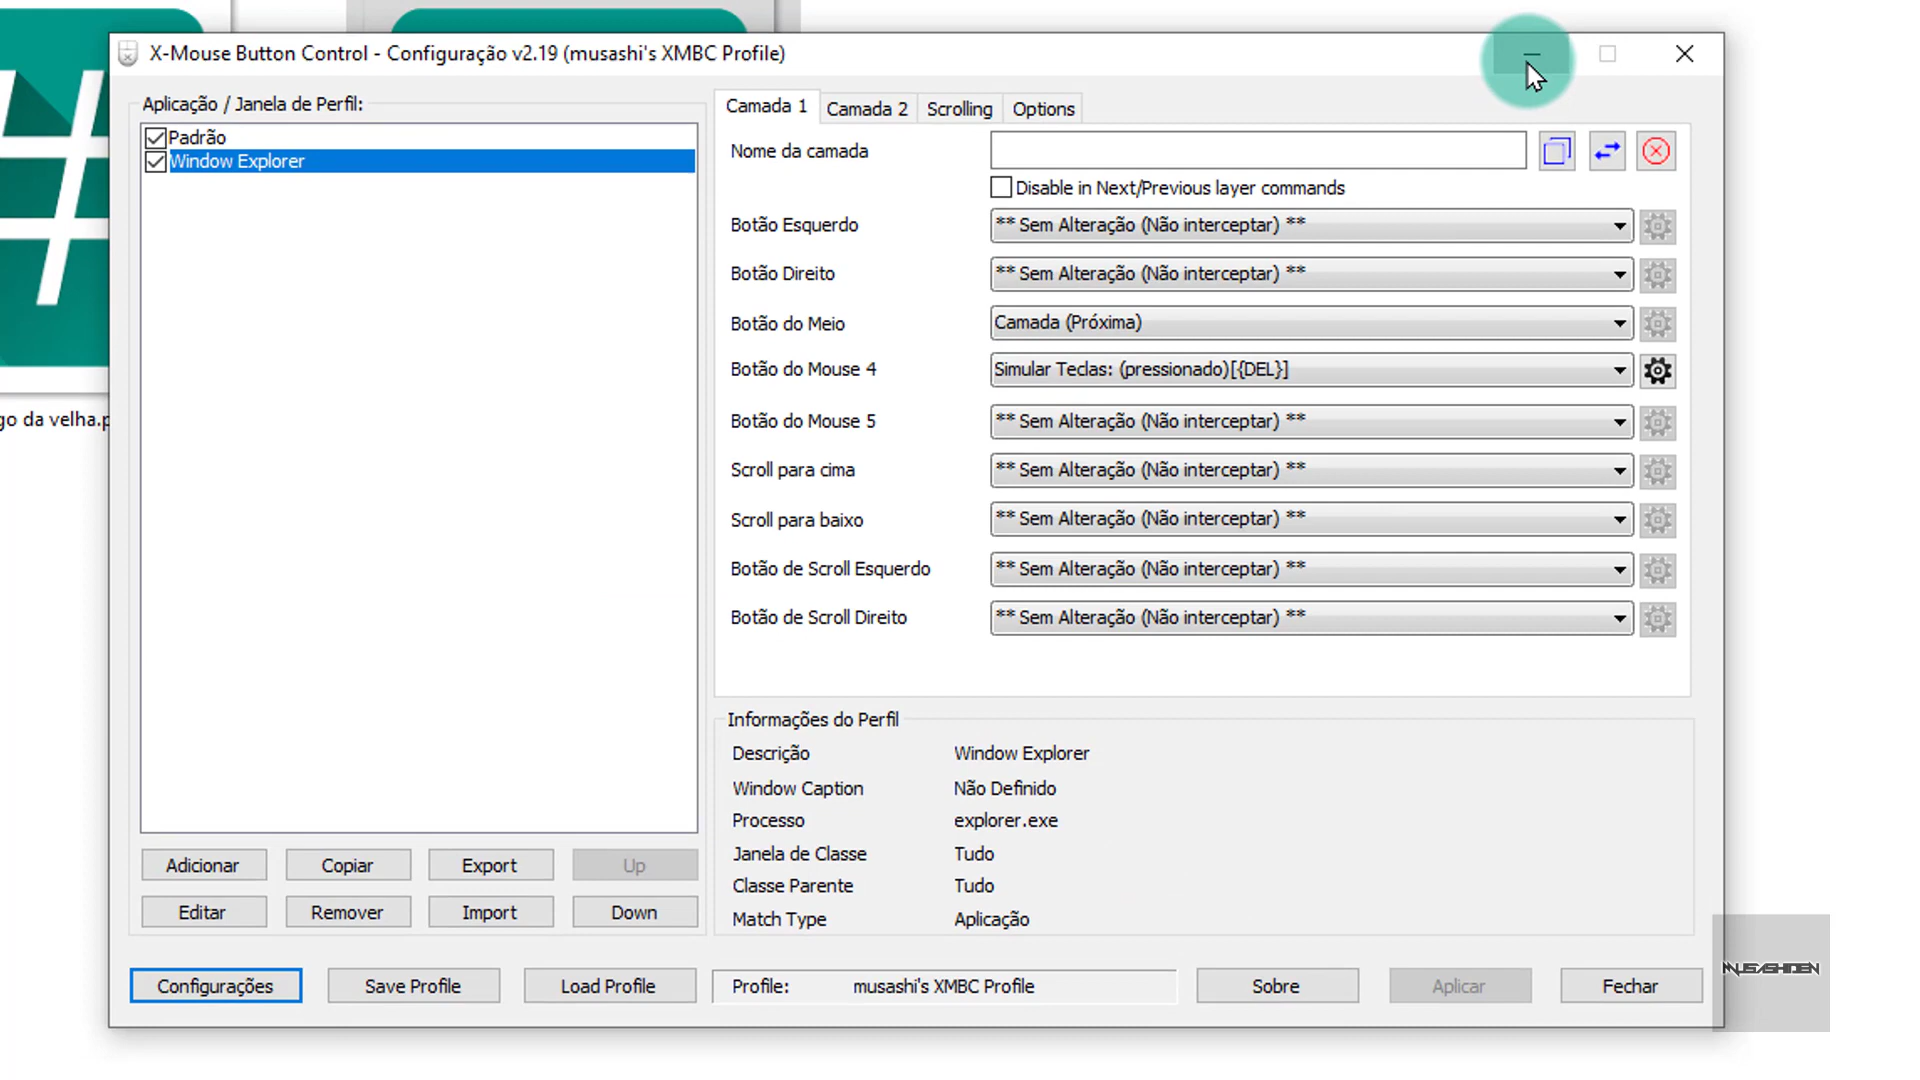 X-Mouse Button Control - Configuração v2.19 (musashi's XMBC Profile)
Aplicação / Janela de Perfil:
Padrão
Window Explorer
Adicionar
Copiar
Export
Up
Editar
Remover
Import
Down
Camada 1
Camada 2
Scrolling
Options
Nome da camada
Disable in Next/Previous layer commands
Botão Esquerdo
** Sem Alteração (Não interceptar) **
Botão Direito
** Sem Alteração (Não interceptar) **
Botão do Meio
Camada (Próxima)
Botão do Mouse 4
Simular Teclas: (pressionado)[{DEL}]
Botão do Mouse 5
** Sem Alteração (Não interceptar) **
Scroll para cima
** Sem Alteração (Não interceptar) **
Scroll para baixo
** Sem Alteração (Não interceptar) **
Botão de Scroll Esquerdo
** Sem Alteração (Não interceptar) **
Botão de Scroll Direito
** Sem Alteração (Não interceptar) **
Informações do Perfil
Descrição
Window Explorer
Window Caption
Não Definido
Processo
explorer.exe
Janela de Classe
Tudo
Classe Parente
Tudo
Match Type
Aplicação
Configurações
Save Profile
Load Profile
Profile:
musashi's XMBC Profile
Sobre
Aplicar
Fechar
go da velha.p
MUSASHIDEN